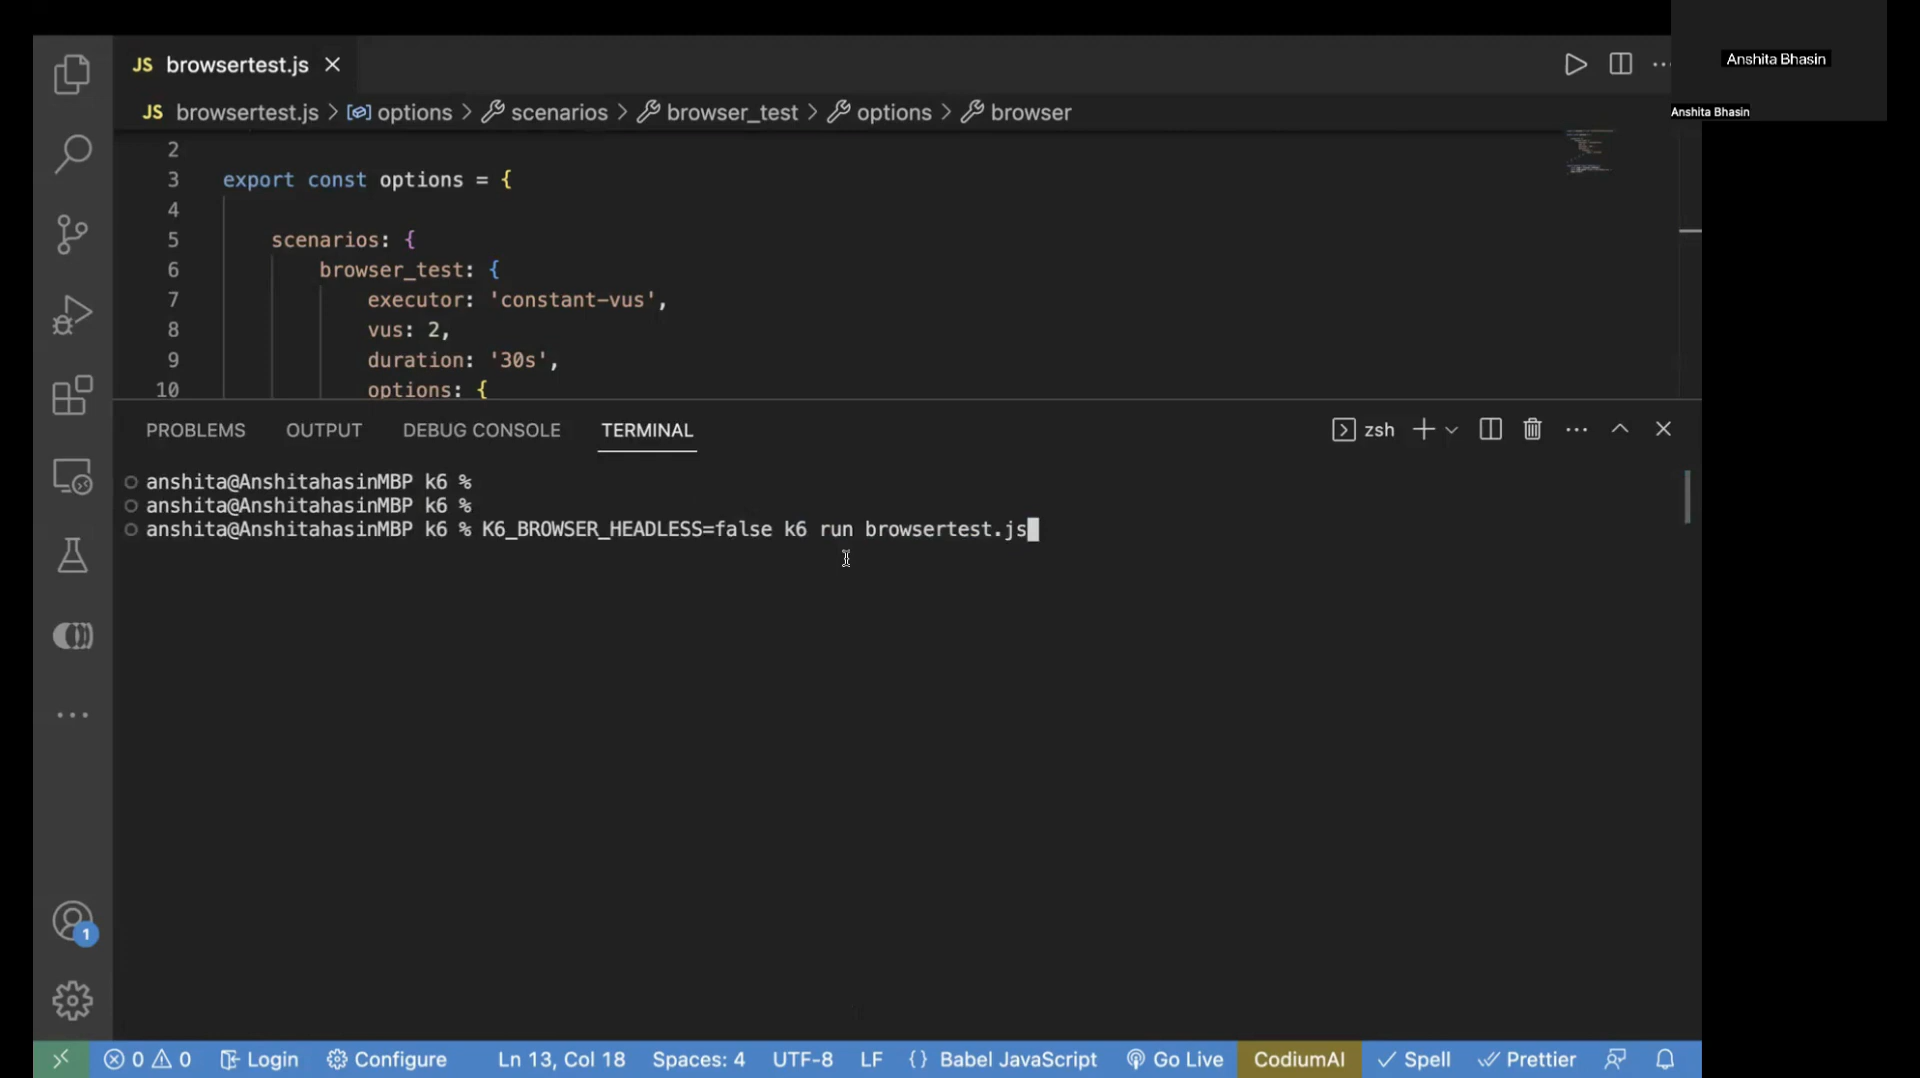 Anshita Bhasin
Anshita Bhasin
JS browsertest.js
JS browsertest.js > options > scenarios > browser_test > options > browser
2
3 export const options = {
4
5 scenarios: {
6 browser_test: {
7 executor: 'constant-vus',
8 vus: 2,
9 duration: '30s',
10 options: {
PROBLEMS OUTPUT DEBUG CONSOLE TERMINAL zsh
anshita@AnshitahasinMBP k6 %
anshita@AnshitahasinMBP k6 %
anshita@AnshitahasinMBP k6 % K6_BROWSER_HEADLESS=false k6 run browsertest.js
1
0 0 Login Configure Ln 13, Col 18 Spaces: 4 UTF-8 LF {} Babel JavaScript Go Live CodiumAI Spell Prettier